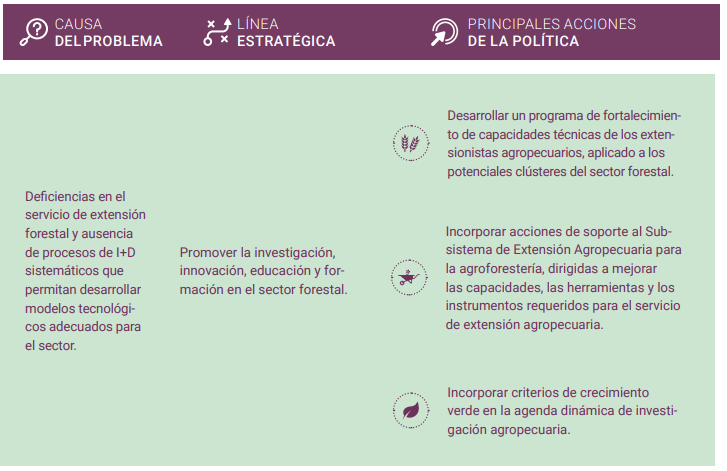 CAUSA
DEL PROBLEMA
LÍNEA
ESTRATÉGICA
PRINCIPALES ACCIONES
DE LA POLÍTICA
Deficiencias en el
servicio de extensión
forestal y ausencia
de procesos de I+D
sistemáticos que
permitan desarrollar
modelos tecnológi-
cos adecuados para
el sector.
Promover la investigación,
innovación, educación y for-
mación en el sector forestal.
Desarrollar un programa de fortalecimien-
to de capacidades técnicas de los exten-
sionistas agropecuarios, aplicado a los
potenciales clústeres del sector forestal.
Incorporar acciones de soporte al Sub-
sistema de Extensión Agropecuaria para
la agroforestería, dirigidas a mejorar
las capacidades, las herramientas y los
instrumentos requeridos para el servicio
de extensión agropecuaria.
Incorporar criterios de crecimiento
verde en la agenda dinámica de investi-
gación agropecuaria.